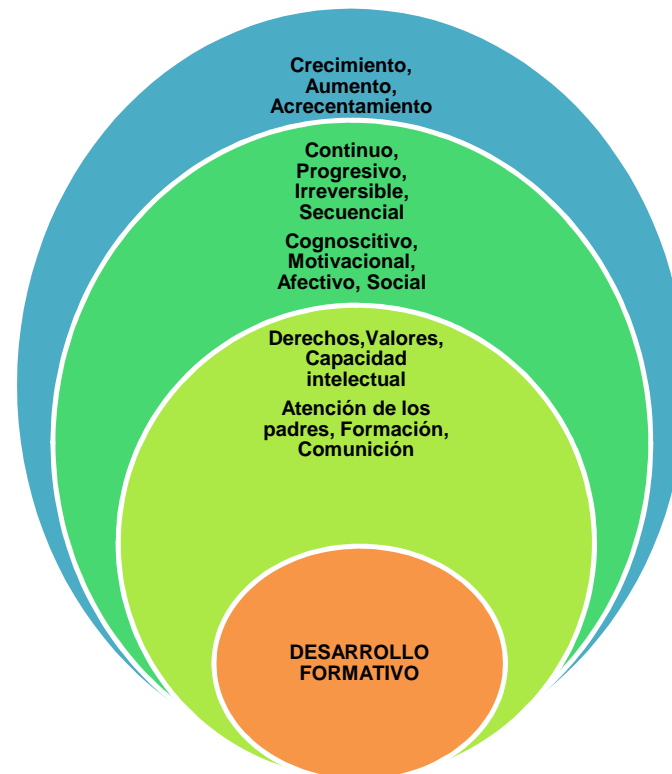 Crecimiento,
Aumento,
Acrecentamiento
Continuo,
Progresivo,
Irreversible,
Secuencial
Cognoscitivo,
Motivacional,
Afectivo, Social
Derechos,Valores,
Capacidad
intelectual
Atención de los
padres, Formación,
Comunición
DESARROLLO
FORMATIVO